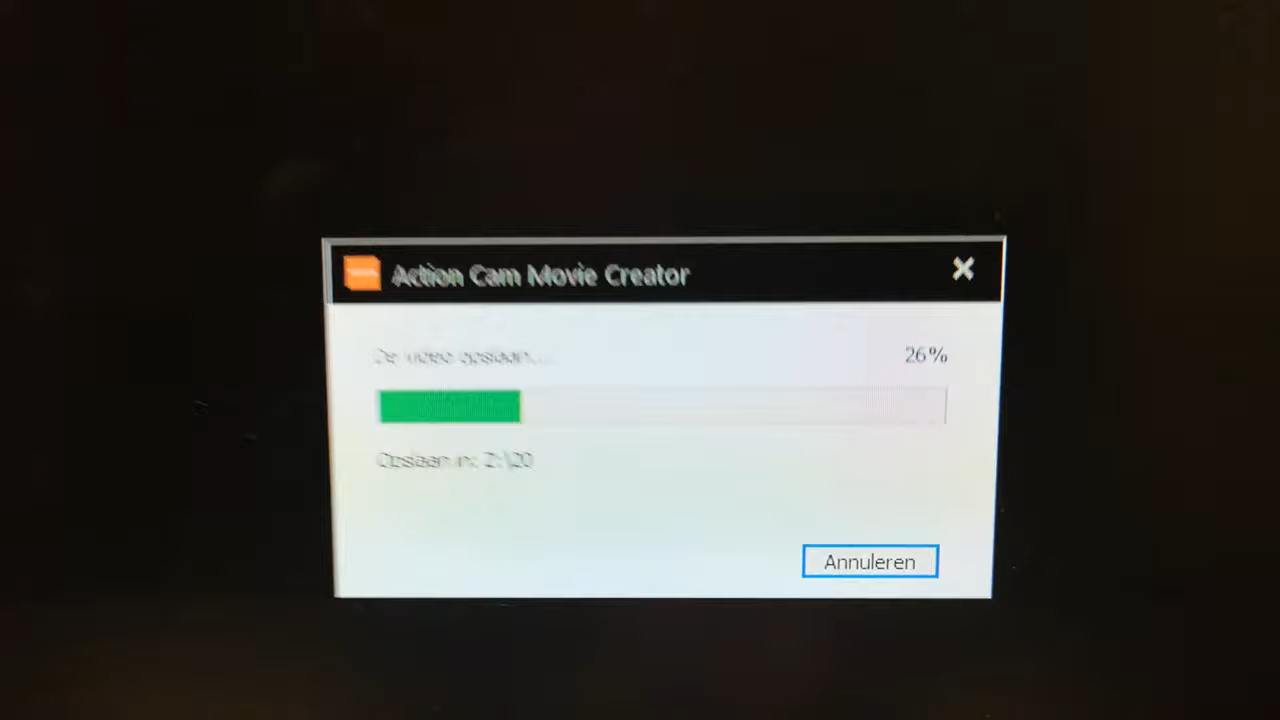 Action Cam Movie Creator
De video opslaan...
26%
Opslaan in: Z:\20
Annuleren